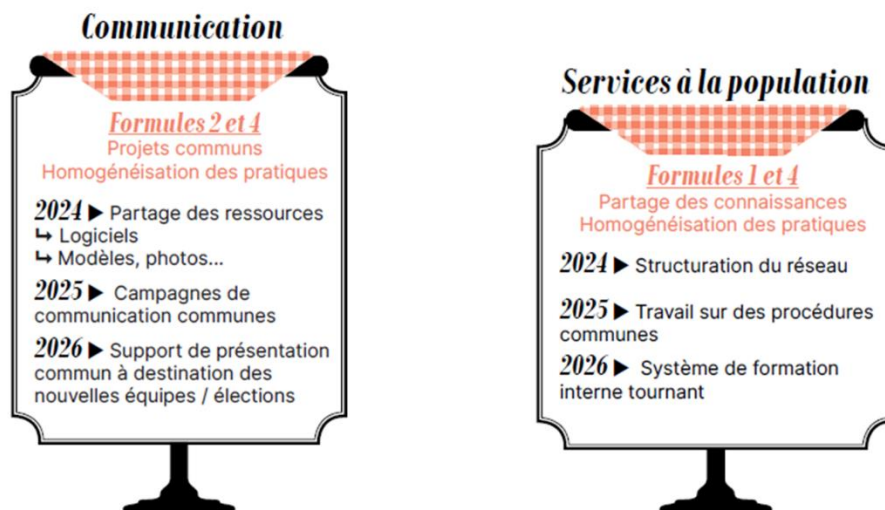 Communication
Formules 2 et 4
Projets communs
Homogénéisation des pratiques
2024 ▶ Partage des ressources
↳ Logiciels
↳ Modèles, photos...
2025 ▶ Campagnes de
communication communes
2026 ▶ Support de présentation
commun à destination des
nouvelles équipes / élections
Services à la population
Formules 1 et 4
Partage des connaissances
Homogénéisation des pratiques
2024 ▶ Structuration du réseau
2025 ▶ Travail sur des procédures
communes
2026 ▶ Système de formation
interne tournant